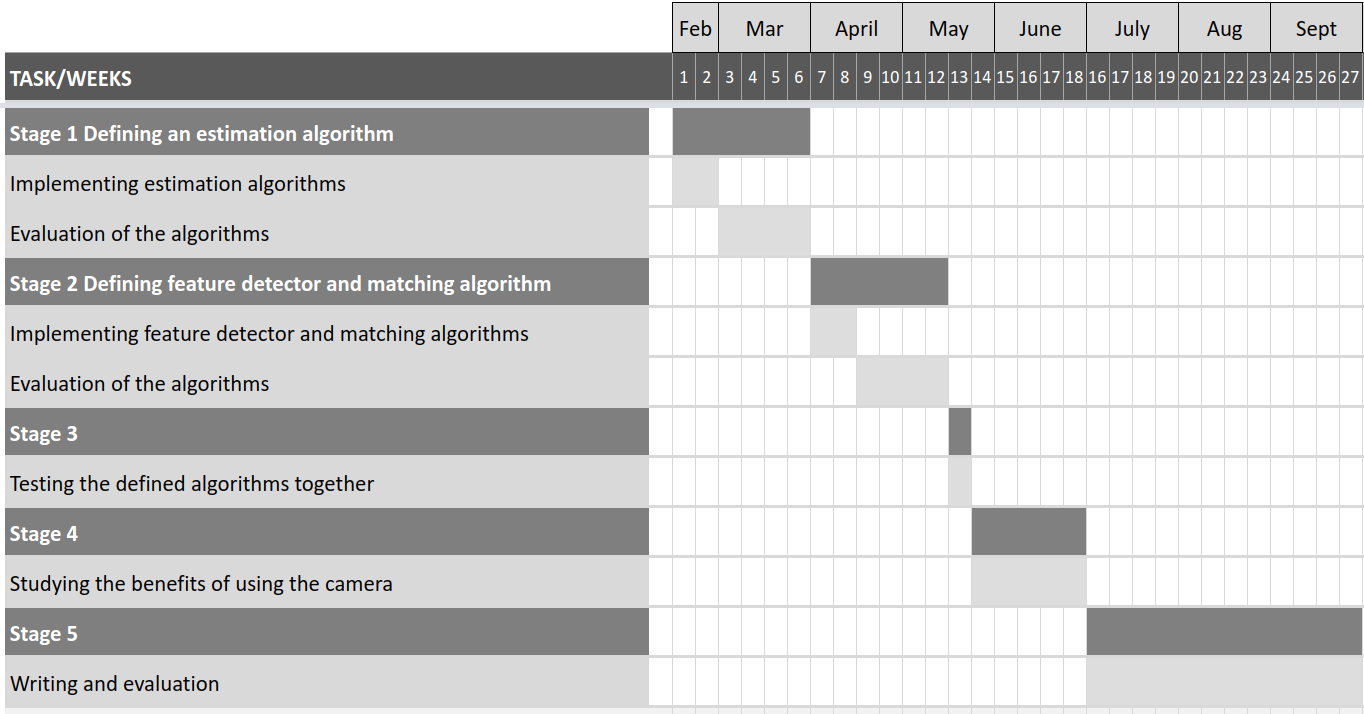 Feb Mar April May June July Aug Sept
TASK/WEEKS 1 2 3 4 5 6 7 8 9 10 11 12 13 14 15 16 17 18 16 17 18 19 20 21 22 23 24 25 26 27
Stage 1 Defining an estimation algorithm
Implementing estimation algorithms
Evaluation of the algorithms
Stage 2 Defining feature detector and matching algorithm
Implementing feature detector and matching algorithms
Evaluation of the algorithms
Stage 3
Testing the defined algorithms together
Stage 4
Studying the benefits of using the camera
Stage 5
Writing and evaluation